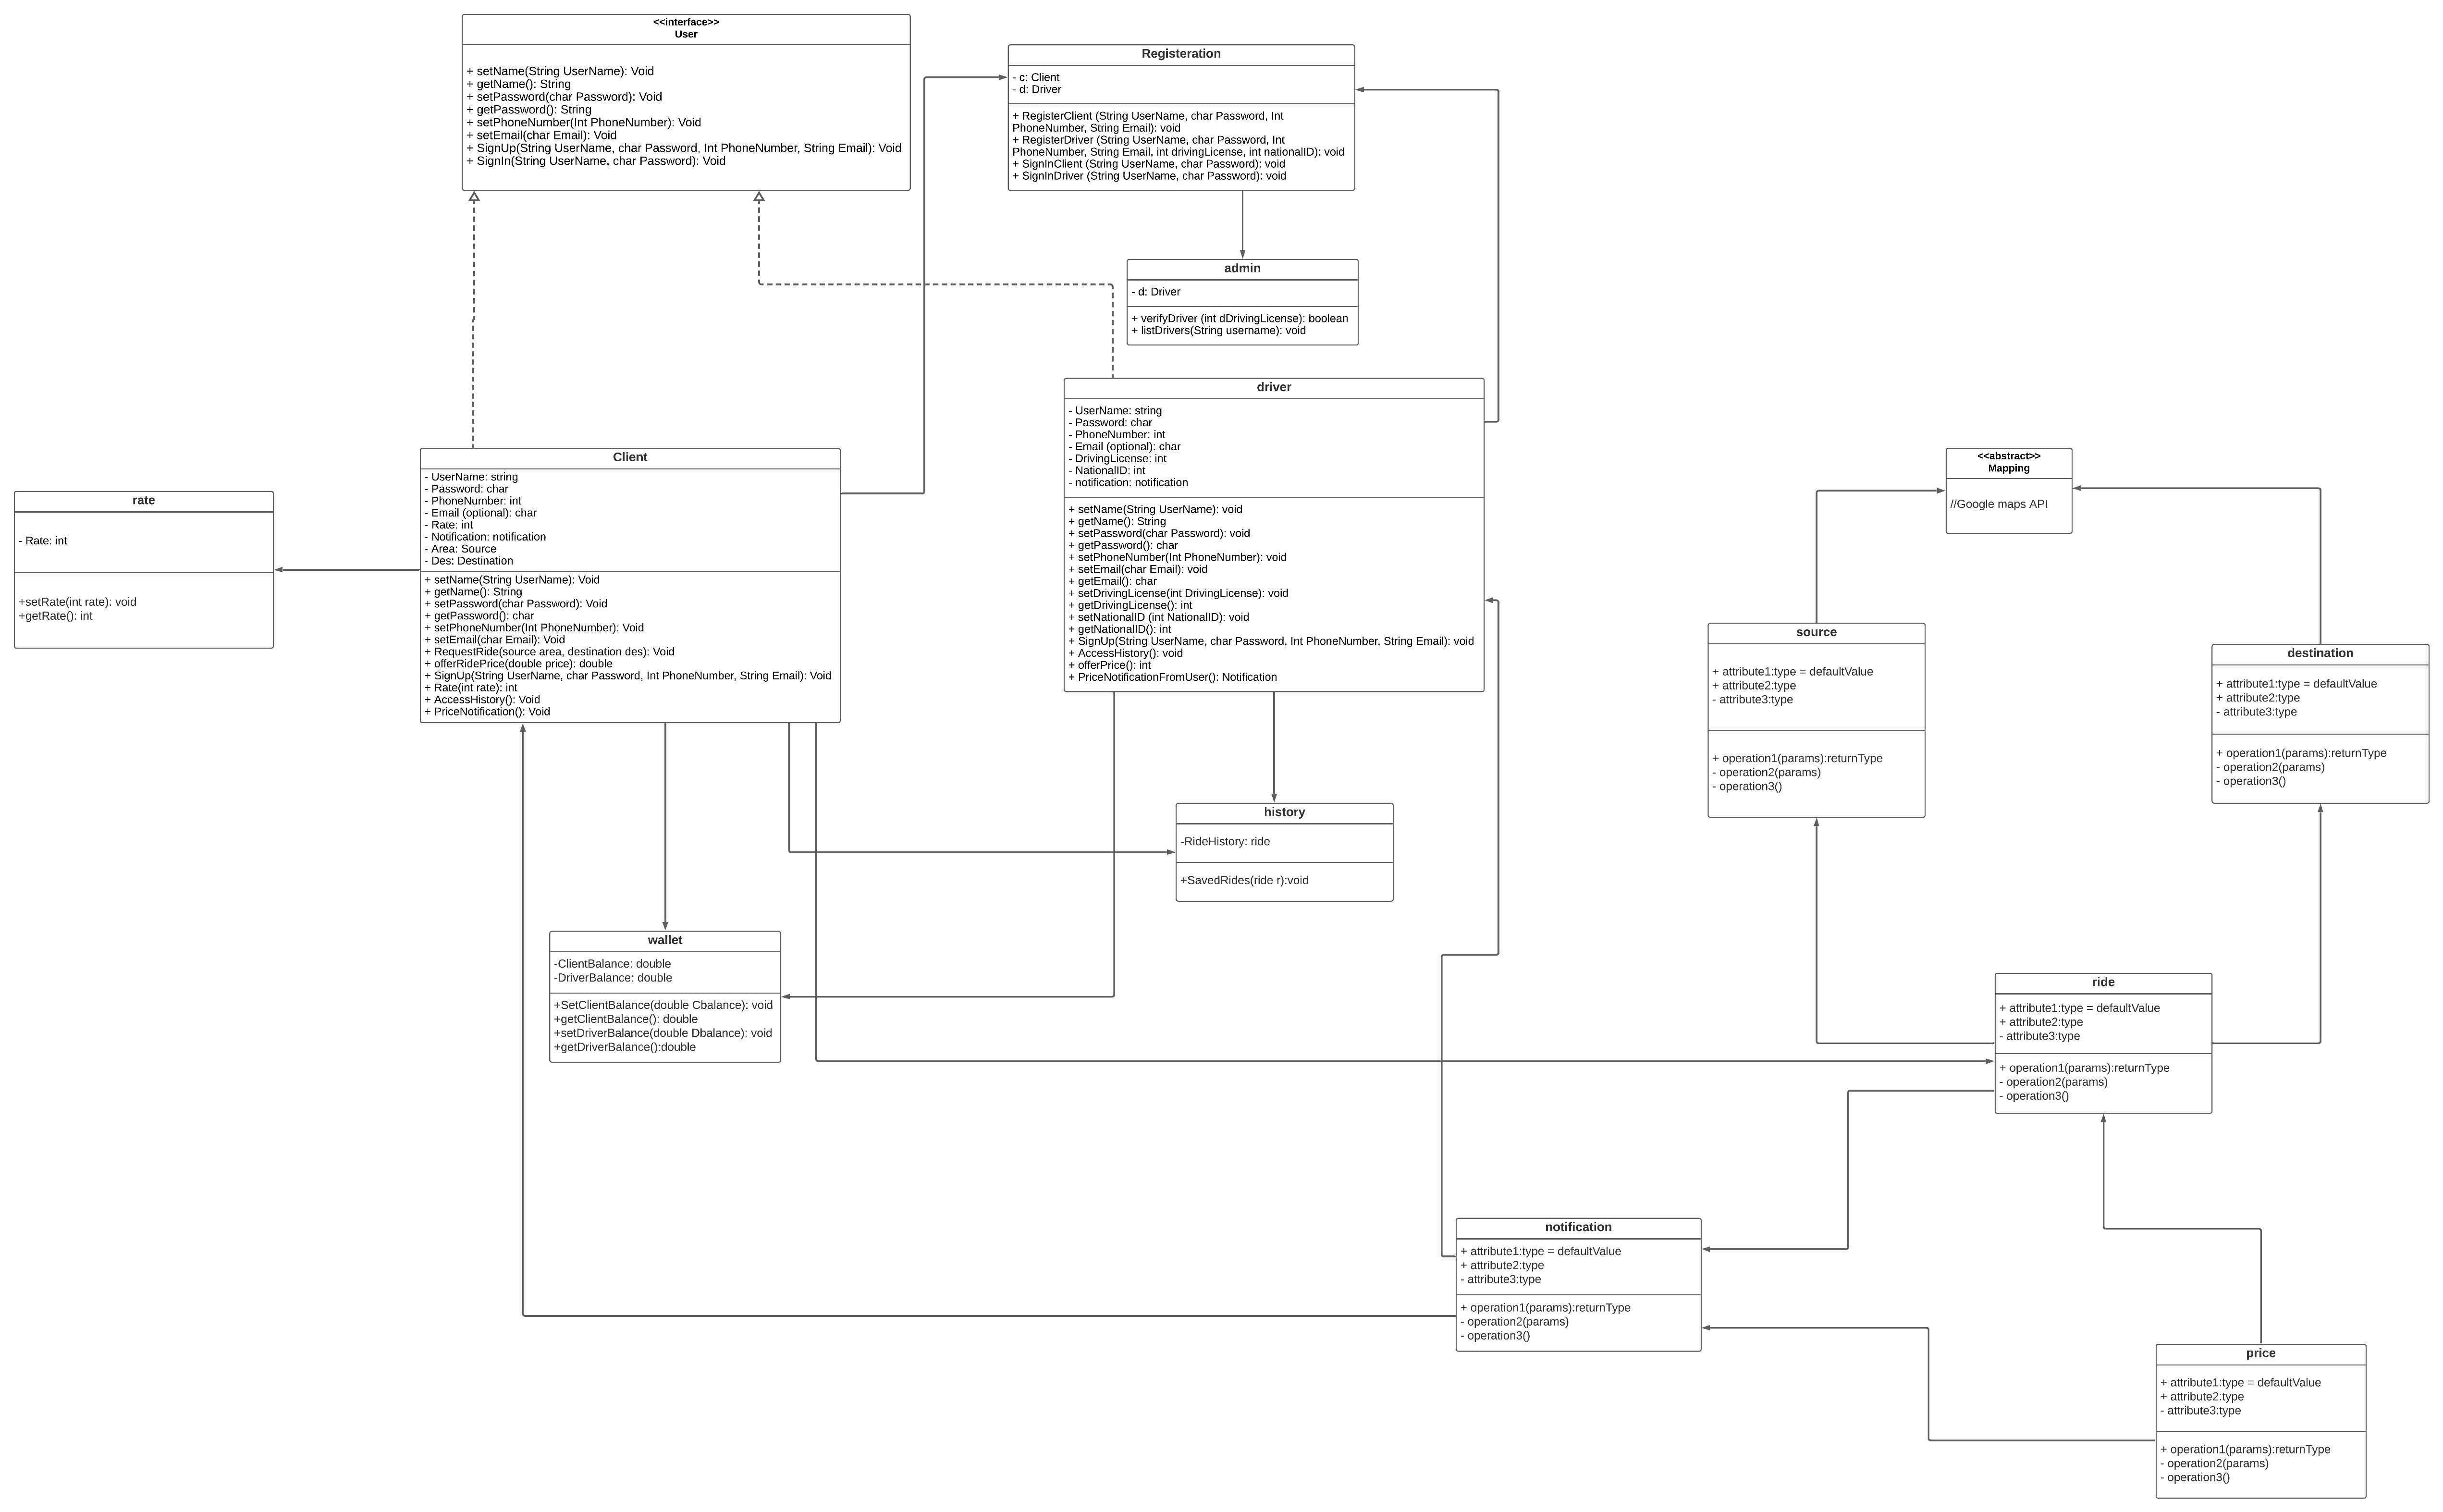 <<interface>>
User
+ setName(String UserName): Void
+ getName(): String
+ setPassword(char Password): Void
+ getPassword(): String
+ setPhoneNumber(Int PhoneNumber): Void
+ setEmail(char Email): Void
+ SignUp(String UserName, char Password, Int PhoneNumber, String Email): Void
+ SignIn(String UserName, char Password): Void
Registeration
- c: Client
- d: Driver
+ RegisterClient (String UserName, char Password, Int
PhoneNumber, String Email): void
+ RegisterDriver (String UserName, char Password, Int
PhoneNumber, String Email, int drivingLicense, int nationalID): void
+ SignInClient (String UserName, char Password): void
+ SignInDriver (String UserName, char Password): void
admin
- d: Driver
+ verifyDriver (int dDrivingLicense): boolean
+ listDrivers(String username): void
driver
- UserName: string
- Password: char
- PhoneNumber: int
- Email (optional): char
- DrivingLicense: int
- NationalID: int
- notification: notification
+ setName(String UserName): void
+ getName(): String
+ setPassword(char Password): void
+ getPassword(): char
+ setPhoneNumber(Int PhoneNumber): void
+ setEmail(char Email): void
+ getEmail(): char
+ setDrivingLicense(int DrivingLicense): void
+ getDrivingLicense(): int
+ setNationalID (int NationalID): void
+ getNationalID(): int
+ SignUp(String UserName, char Password, Int PhoneNumber, String Email): void
+ AccessHistory(): void
+ offerPrice(): int
+ PriceNotificationFromUser(): Notification
Client
- UserName: string
- Password: char
- PhoneNumber: int
- Email (optional): char
- Rate: int
- Notification: notification
- Area: Source
- Des: Destination
+ setName(String UserName): Void
+ getName(): String
+ setPassword(char Password): Void
+ getPassword(): char
+ setPhoneNumber(Int PhoneNumber): Void
+ setEmail(char Email): Void
+ RequestRide(source area, destination des): Void
+ offerRidePrice(double price): double
+ SignUp(String UserName, char Password, Int PhoneNumber, String Email): Void
+ Rate(int rate): int
+ AccessHistory(): Void
+ PriceNotification(): Void
rate
- Rate: int
+setRate(int rate): void
+getRate(): int
<<abstract>>
Mapping
//Google maps API
source
+ attribute1:type = defaultValue
+ attribute2:type
- attribute3:type
+ operation1(params):returnType
- operation2(params)
- operation3()
destination
+ attribute1:type = defaultValue
+ attribute2:type
- attribute3:type
+ operation1(params):returnType
- operation2(params)
- operation3()
history
-RideHistory: ride
+SavedRides(ride r):void
wallet
-ClientBalance: double
-DriverBalance: double
+SetClientBalance(double Cbalance): void
+getClientBalance(): double
+setDriverBalance(double Dbalance): void
+getDriverBalance():double
ride
+ attribute1:type = defaultValue
+ attribute2:type
- attribute3:type
+ operation1(params):returnType
- operation2(params)
- operation3()
notification
+ attribute1:type = defaultValue
+ attribute2:type
- attribute3:type
+ operation1(params):returnType
- operation2(params)
- operation3()
price
+ attribute1:type = defaultValue
+ attribute2:type
- attribute3:type
+ operation1(params):returnType
- operation2(params)
- operation3()